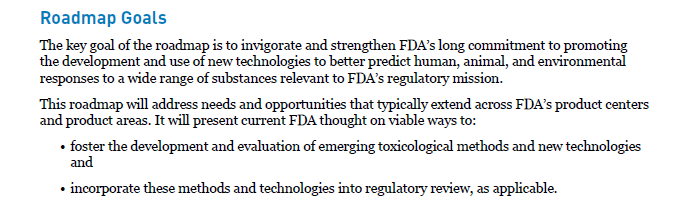 Roadmap Goals
The key goal of the roadmap is to invigorate and strengthen FDA's long commitment to promoting
the development and use of new technologies to better predict human, animal, and environmental
responses to a wide range of substances relevant to FDA's regulatory mission.
This roadmap will address needs and opportunities that typically extend across FDA's product centers
and product areas. It will present current FDA thought on viable ways to:
• foster the development and evaluation of emerging toxicological methods and new technologies
and
• incorporate these methods and technologies into regulatory review, as applicable.